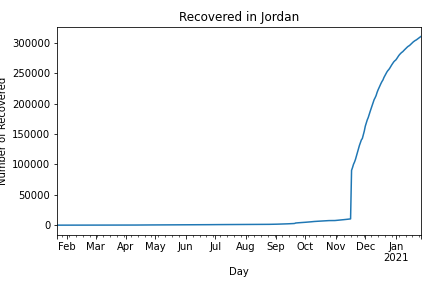 Recovered in Jordan
Number of Recovered
300000
250000
200000
150000
100000
50000
0
Feb Mar Apr May Jun Jul Aug Sep Oct Nov Dec Jan
2021
Day